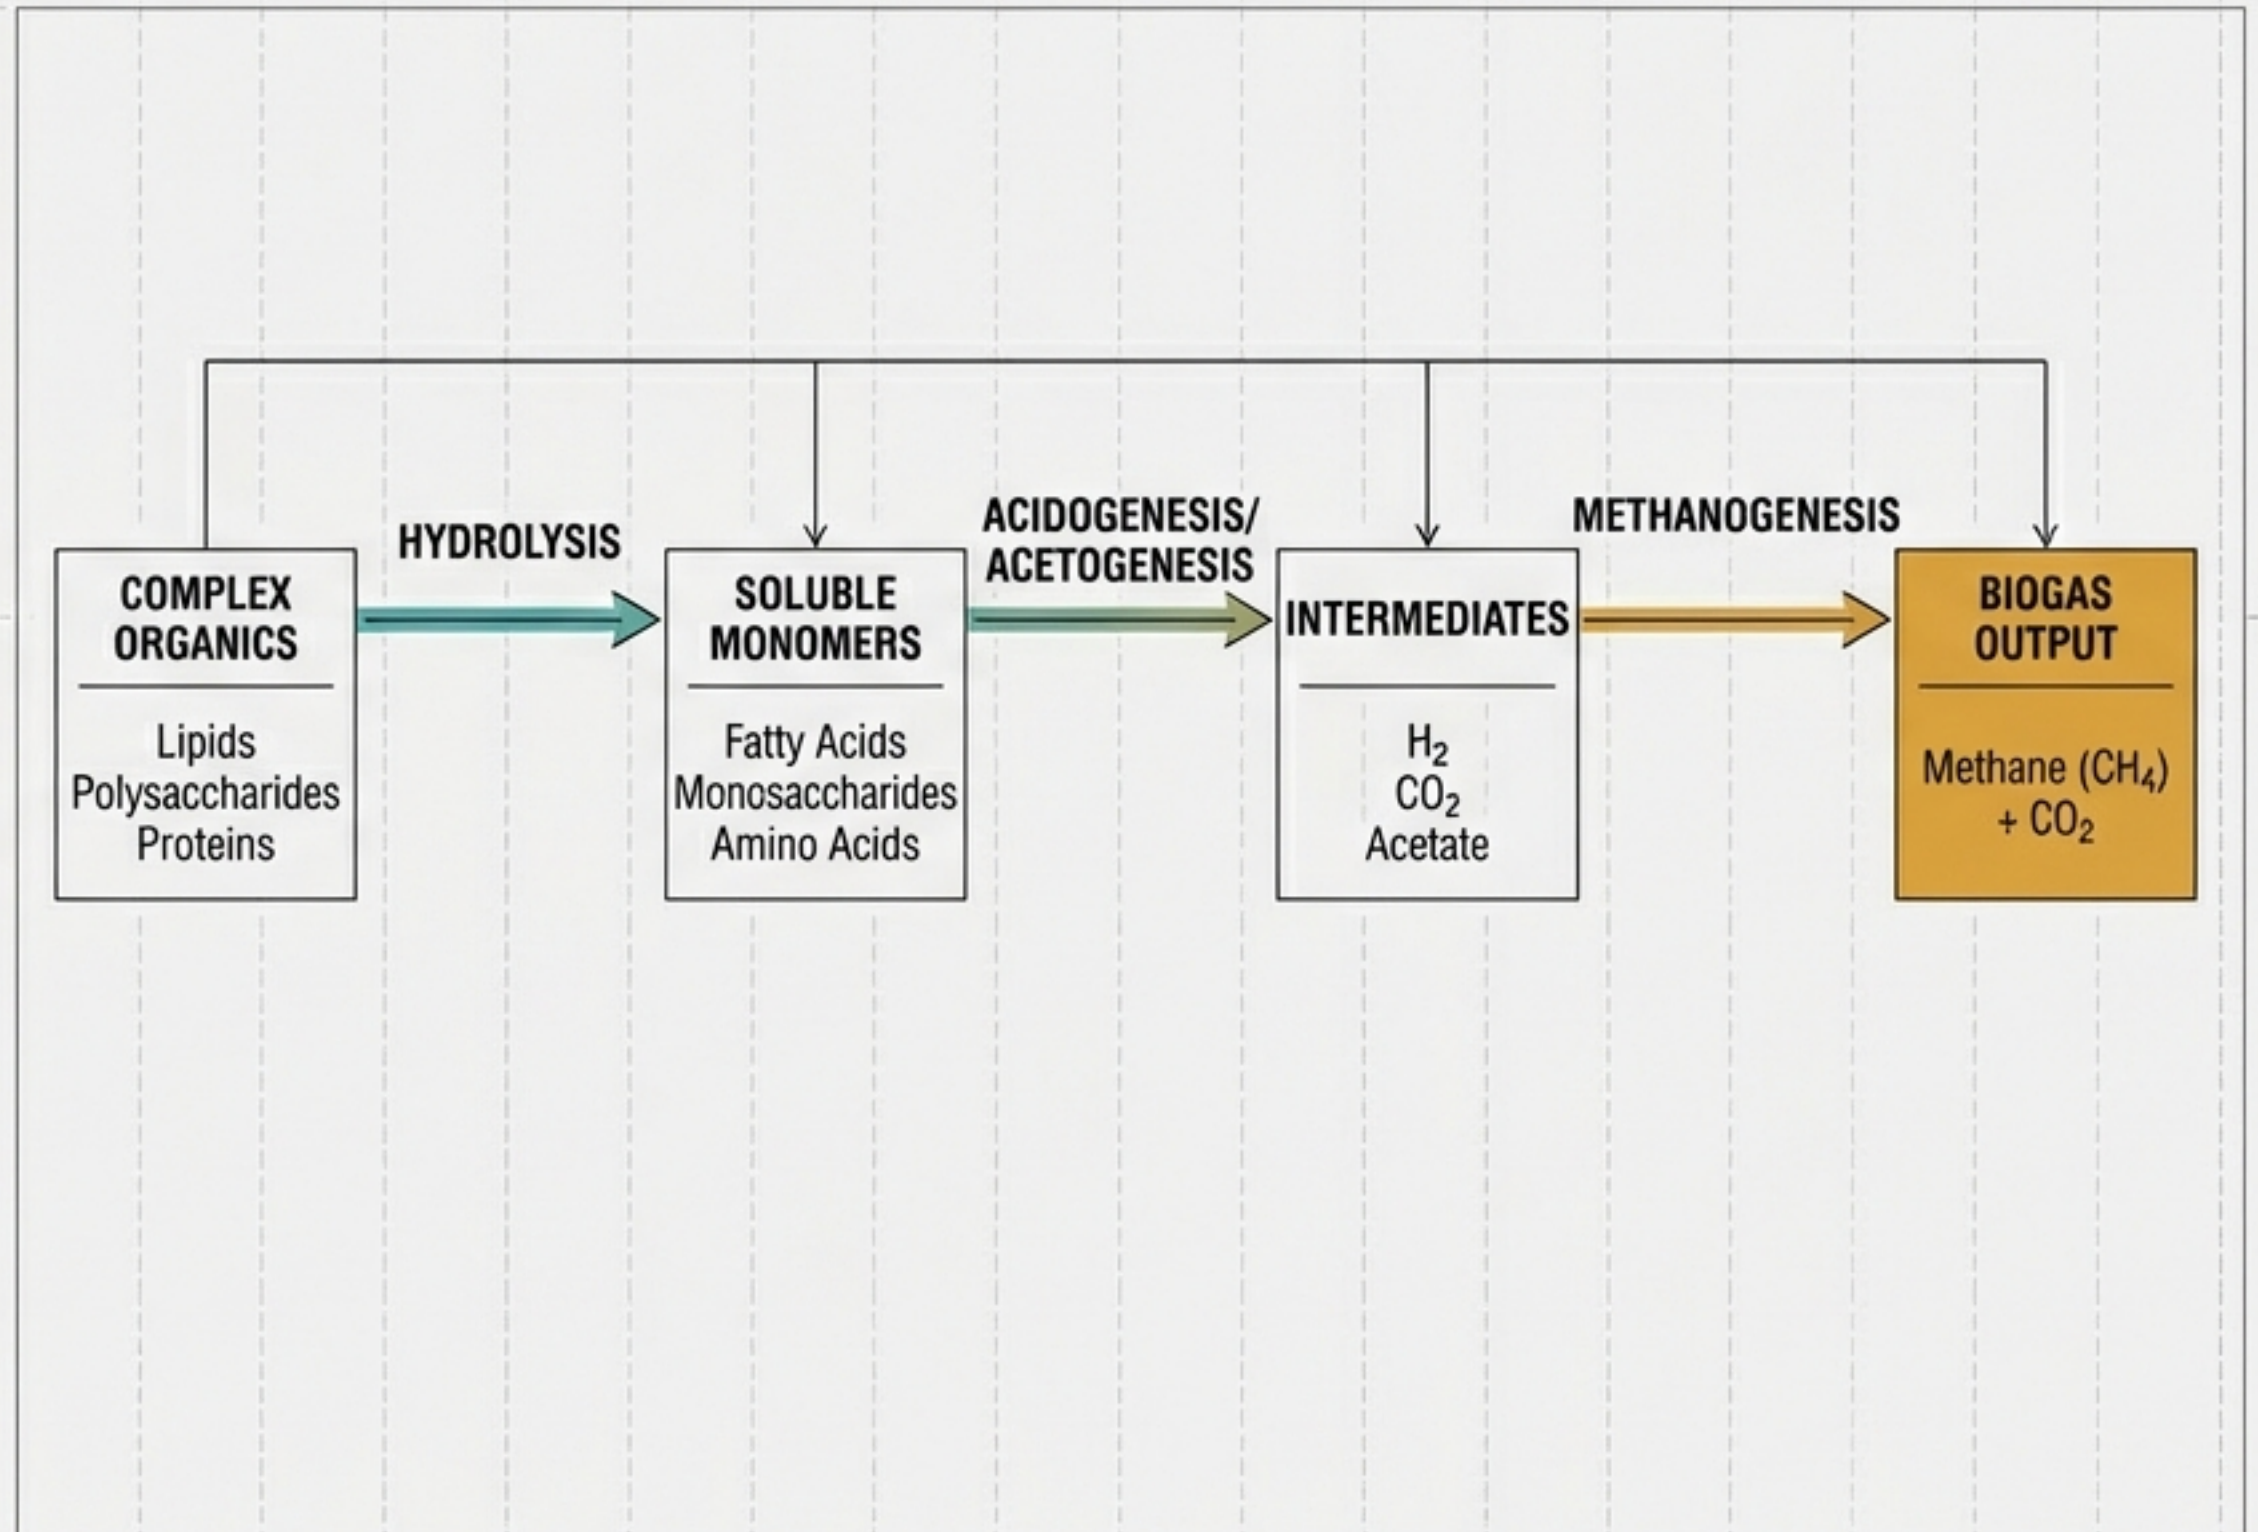 HYDROLYSIS
ACIDOGENESIS/
ACETOGENESIS
METHANOGENESIS
COMPLEX
ORGANICS
Lipids
Polysaccharides
Proteins
SOLUBLE
MONOMERS
Fatty Acids
Monosaccharides
Amino Acids
INTERMEDIATES
H₂
CO₂
Acetate
BIOGAS
OUTPUT
Methane (CH₄)
+ CO₂